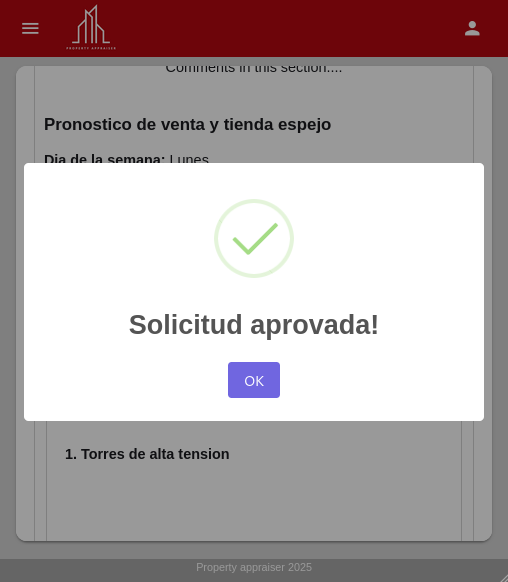 PROPERTY APPRAISER
Comments in this section....
Pronostico de venta y tienda espejo
Dia de la semana: Lunes
Solicitud aprovada!
OK
1. Torres de alta tension
Property appraiser 2025